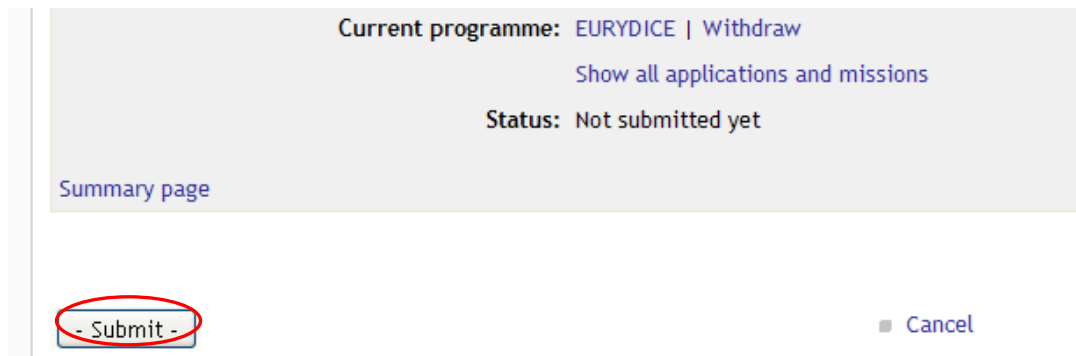 Current programme: EURYDICE | Withdraw
Show all applications and missions
Status: Not submitted yet
Summary page
- Submit - Cancel